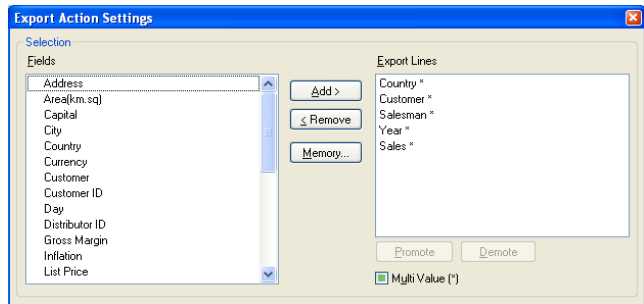 Export Action Settings
Selection
Fields
Address
Area(km.sq)
Capital
City
Country
Currency
Customer
Customer ID
Day
Distributor ID
Gross Margin
Inflation
List Price
Add >
< Remove
Memory...
Export Lines
Country *
Customer *
Salesman *
Year *
Sales *
Promote
Demote
Multi Value (*)